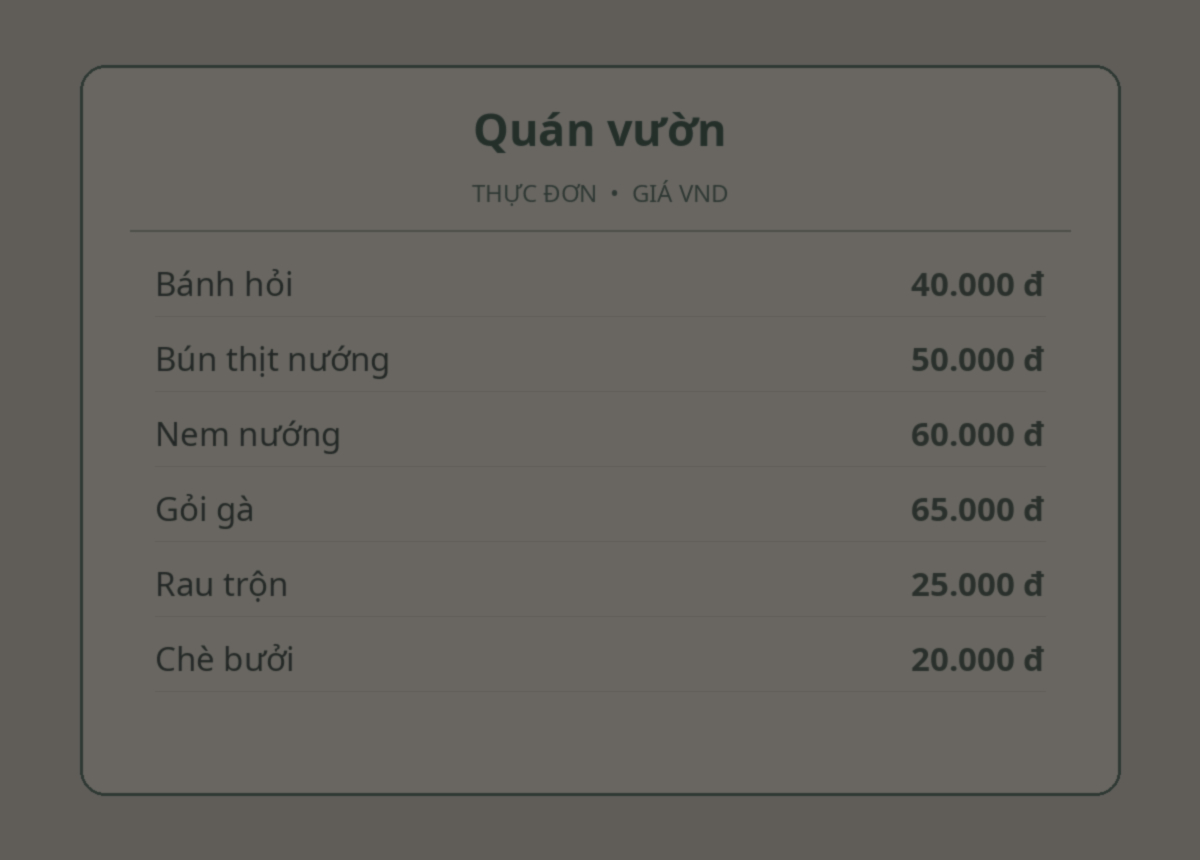 Quán vườn
THỰC ĐƠN • GIÁ VND
Bánh hỏi 40.000 đ
Bún thịt nướng 50.000 đ
Nem nướng 60.000 đ
Gỏi gà 65.000 đ
Rau trộn 25.000 đ
Chè bưởi 20.000 đ